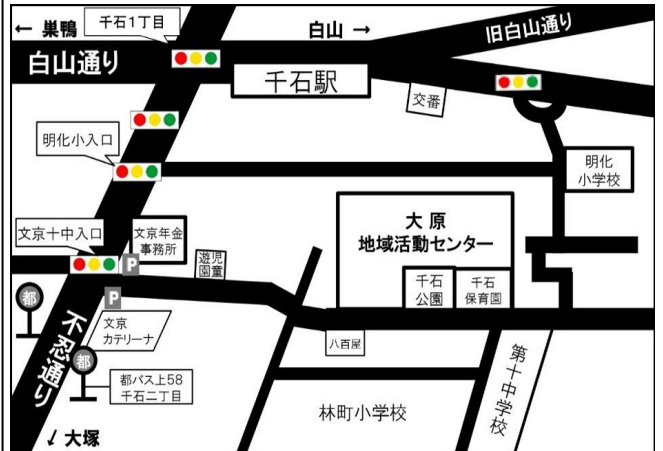 ← 巣鴨
千石1丁目
白山 →
旧白山通り
白山通り
千石駅
交番
明化小入口
明化
小学校
文京十中入口
文京年金
事務所
P
遊児
園童
大原
地域活動センター
千石
公園
千石
保育園
都
P
文京
カテリーナ
不忍通り
都
都バス上58
千石二丁目
八百屋
林町小学校
第十中学校
↙ 大塚